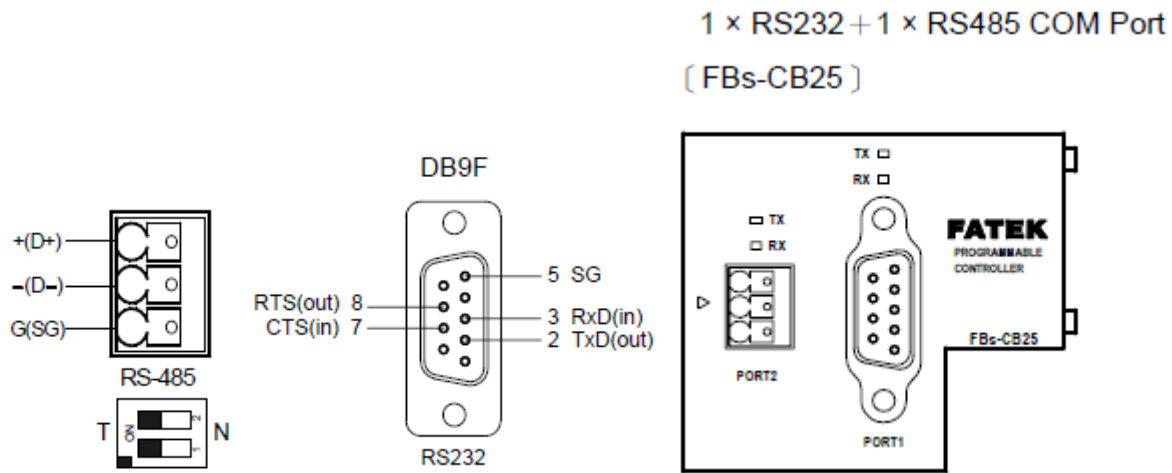 1 × RS232＋1 × RS485 COM Port
〔 FBs-CB25 〕
+(D+)
−(D−)
G(SG)
RS-485
T
ON
2
1
N
DB9F
5 SG
RTS(out) 8
CTS(in) 7
3 RxD(in)
2 TxD(out)
RS232
TX
RX
TX
RX
FATEK
PROGRAMMABLE
CONTROLLER
FBs-CB25
PORT2
PORT1